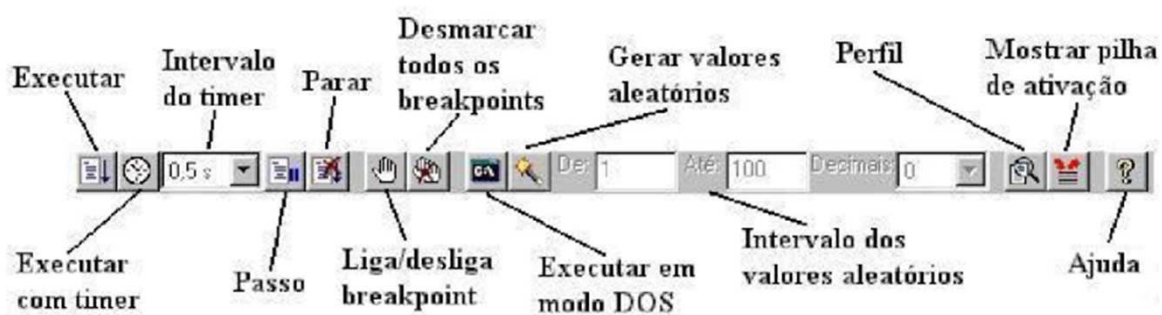 Executar
Intervalo
do timer
Parar
Desmarcar
todos os
breakpoints
Gerar valores
aleatórios
Perfil
Mostrar pilha
de ativação
0,5 s
De: 1
Até: 100
Decimais: 0
Executar
com timer
Passo
Liga/desliga
breakpoint
Executar em
modo DOS
Intervalo dos
valores aleatórios
Ajuda